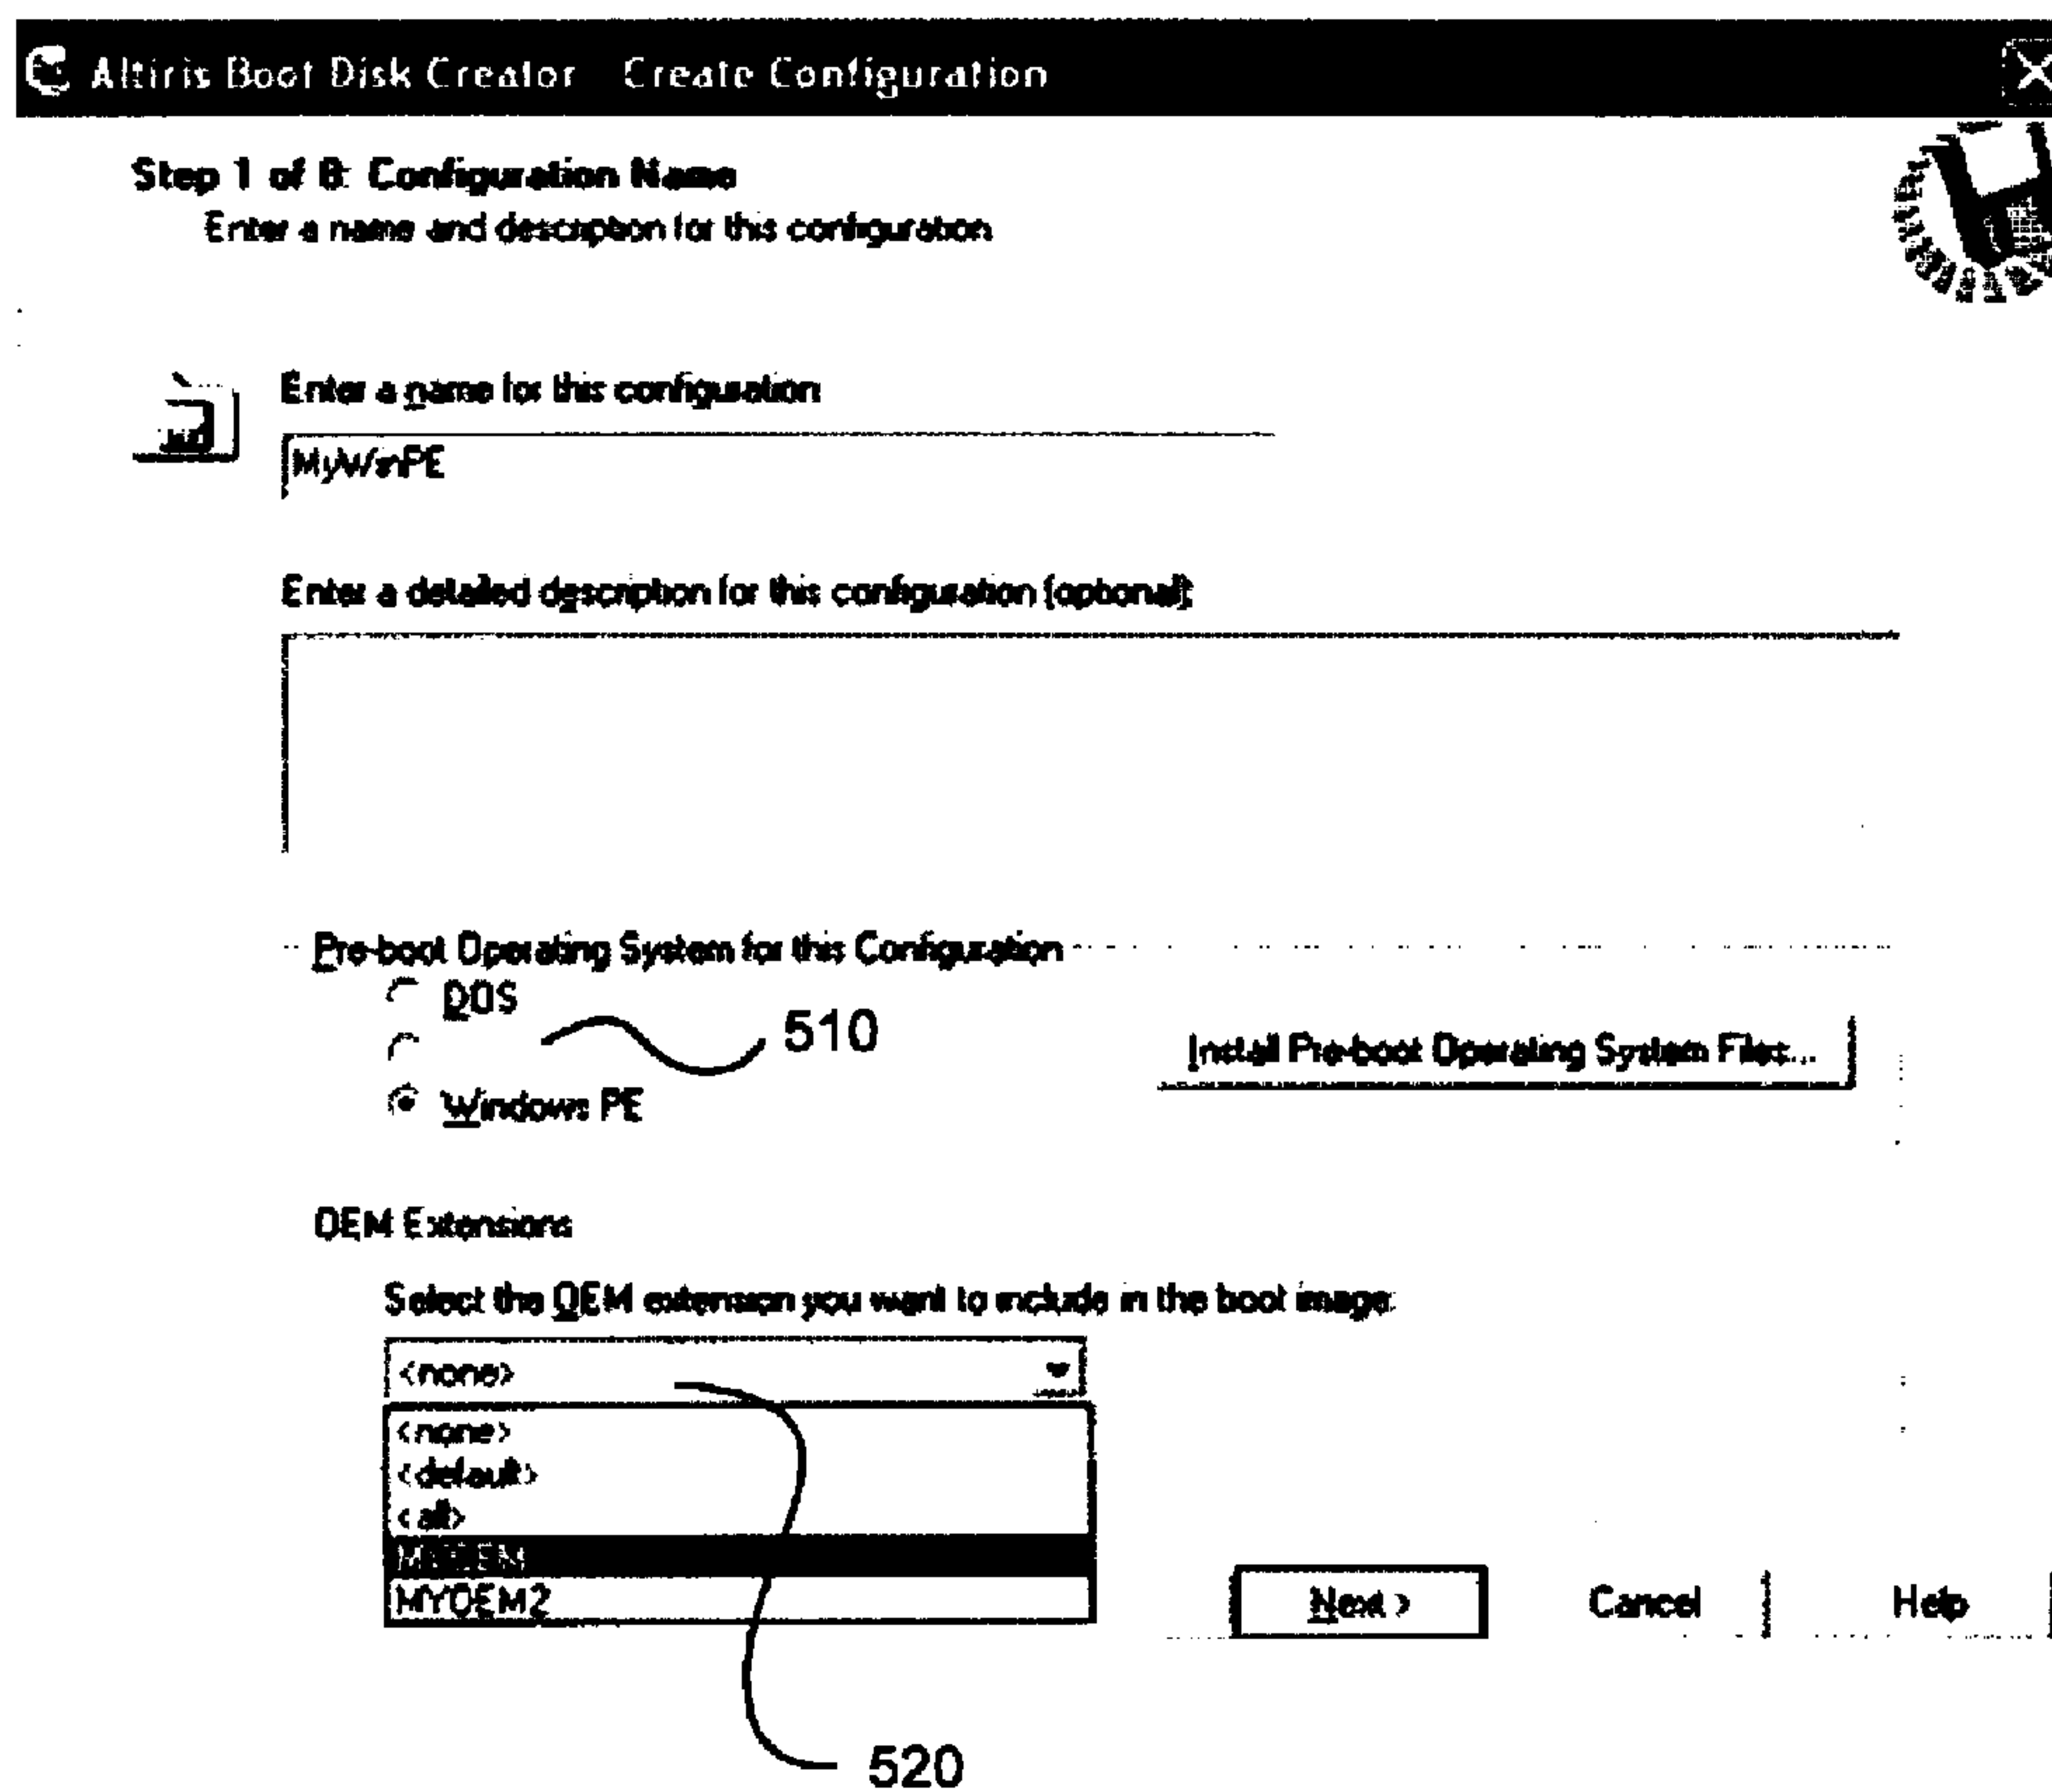 Altiris Boot Disk Creator Create Configuration
Step 1 of 8: Configuration Name
Enter a name and description for this configuration
Enter a name for this configuration
MyWinPE
Enter a detailed description for this configuration (optional):
Pre-boot Operating System for this Configuration
DOS
510
Install Pre-boot Operating System Files...
Windows PE
OEM Extensions
Select the OEM extension you want to include in the boot image:
<none>
<none>
<default>
<all>
MYOEM2
Next >
Cancel
Help
520